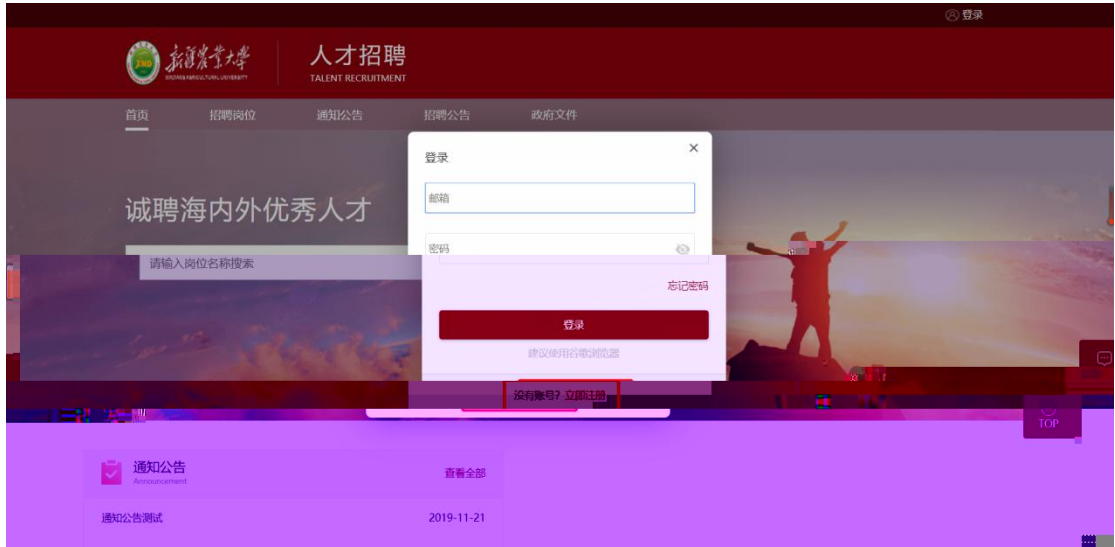 登录
新疆农业大学
XINJIANG AGRICULTURAL UNIVERSITY
人才招聘
TALENT RECRUITMENT
首页 招聘岗位 通知公告 招聘公告 政府文件
登录
邮箱
诚聘海内外优秀人才
密码
请输入岗位名称搜索
忘记密码
登录
建议使用谷歌浏览器
没有账号? 立即注册
TOP
通知公告 查看全部
Announcement
通知公告测试 2019-11-21